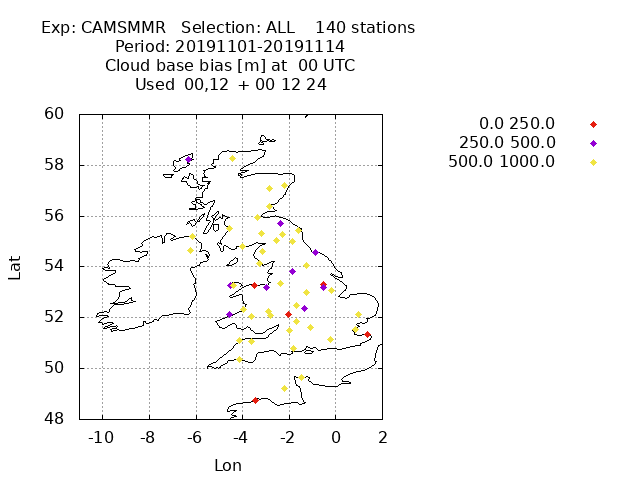 Exp: CAMSMMR   Selection: ALL    140 stations
Period: 20191101-20191114
Cloud base bias [m] at  00 UTC
Used  00,12  + 00 12 24
0.0 250.0
250.0 500.0
500.0 1000.0
60
58
56
54
52
50
48
Lat
-10 -8 -6 -4 -2 0 2
Lon